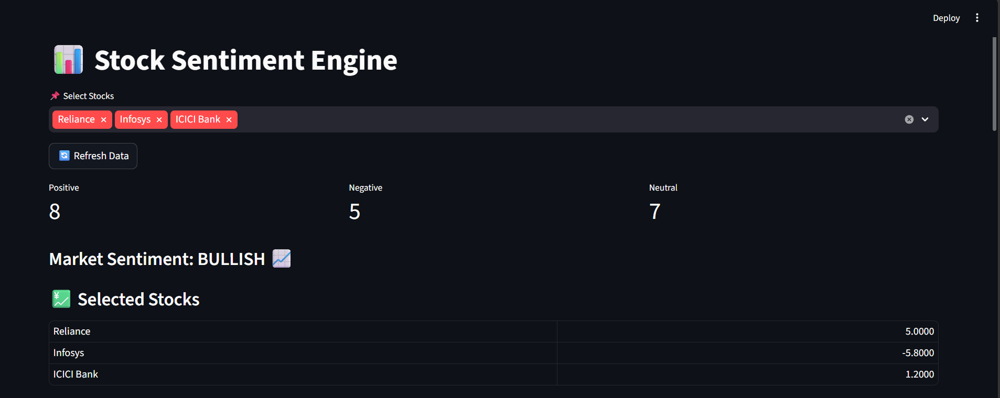 Deploy
Stock Sentiment Engine
Select Stocks
Reliance Infosys ICICI Bank
Refresh Data
Positive Negative Neutral
8 5 7
Market Sentiment: BULLISH
Selected Stocks
Reliance 5.0000
Infosys -5.8000
ICICI Bank 1.2000